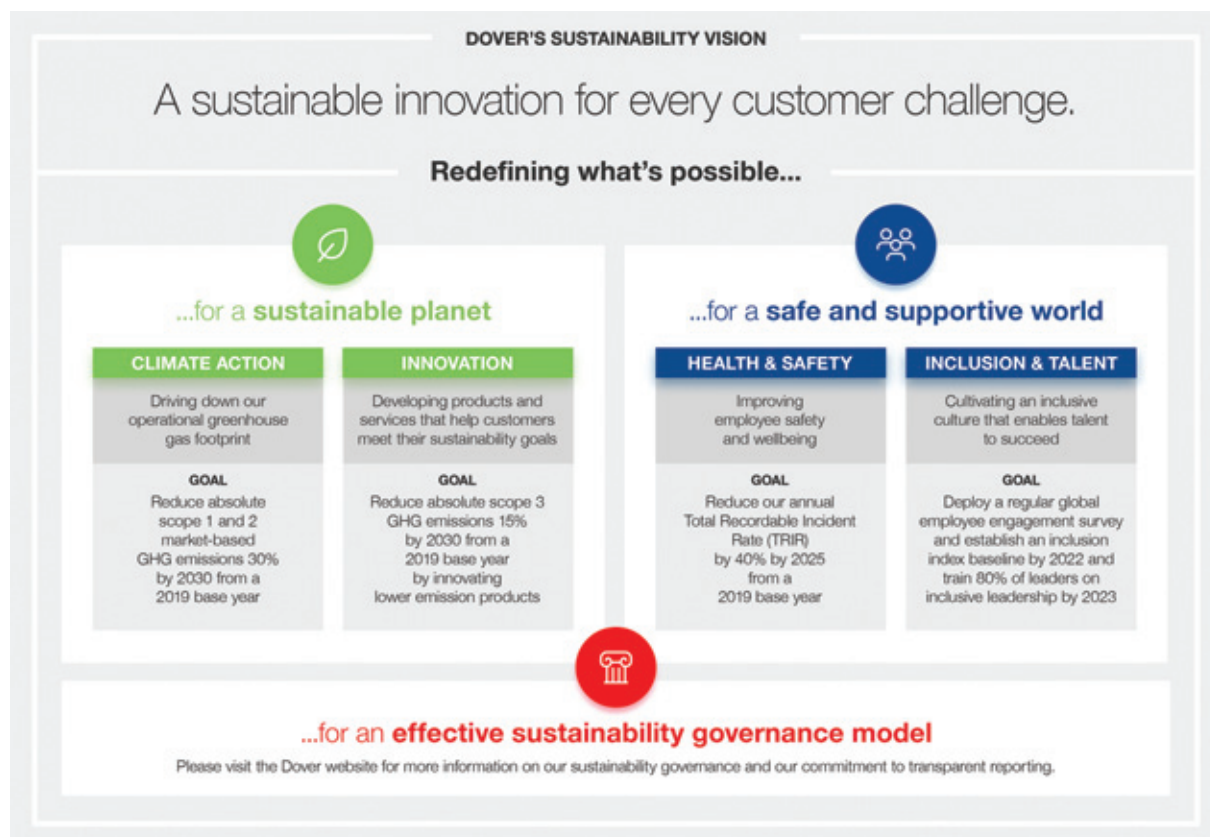 DOVER'S SUSTAINABILITY VISION
A sustainable innovation for every customer challenge.
Redefining what's possible...
...for a sustainable planet
CLIMATE ACTION
Driving down our
operational greenhouse
gas footprint
GOAL
Reduce absolute
scope 1 and 2
market-based
GHG emissions 30%
by 2030 from a
2019 base year
INNOVATION
Developing products and
services that help customers
meet their sustainability goals
GOAL
Reduce absolute scope 3
GHG emissions 15%
by 2030 from a
2019 base year
by innovating
lower emission products
...for a safe and supportive world
HEALTH & SAFETY
Improving
employee safety
and wellbeing
GOAL
Reduce our annual
Total Recordable Incident
Rate (TRIR)
by 40% by 2025
from a
2019 base year
INCLUSION & TALENT
Cultivating an inclusive
culture that enables talent
to succeed
GOAL
Deploy a regular global
employee engagement survey
and establish an inclusion
index baseline by 2022 and
train 80% of leaders on
inclusive leadership by 2023
...for an effective sustainability governance model
Please visit the Dover website for more information on our sustainability governance and our commitment to transparent reporting.